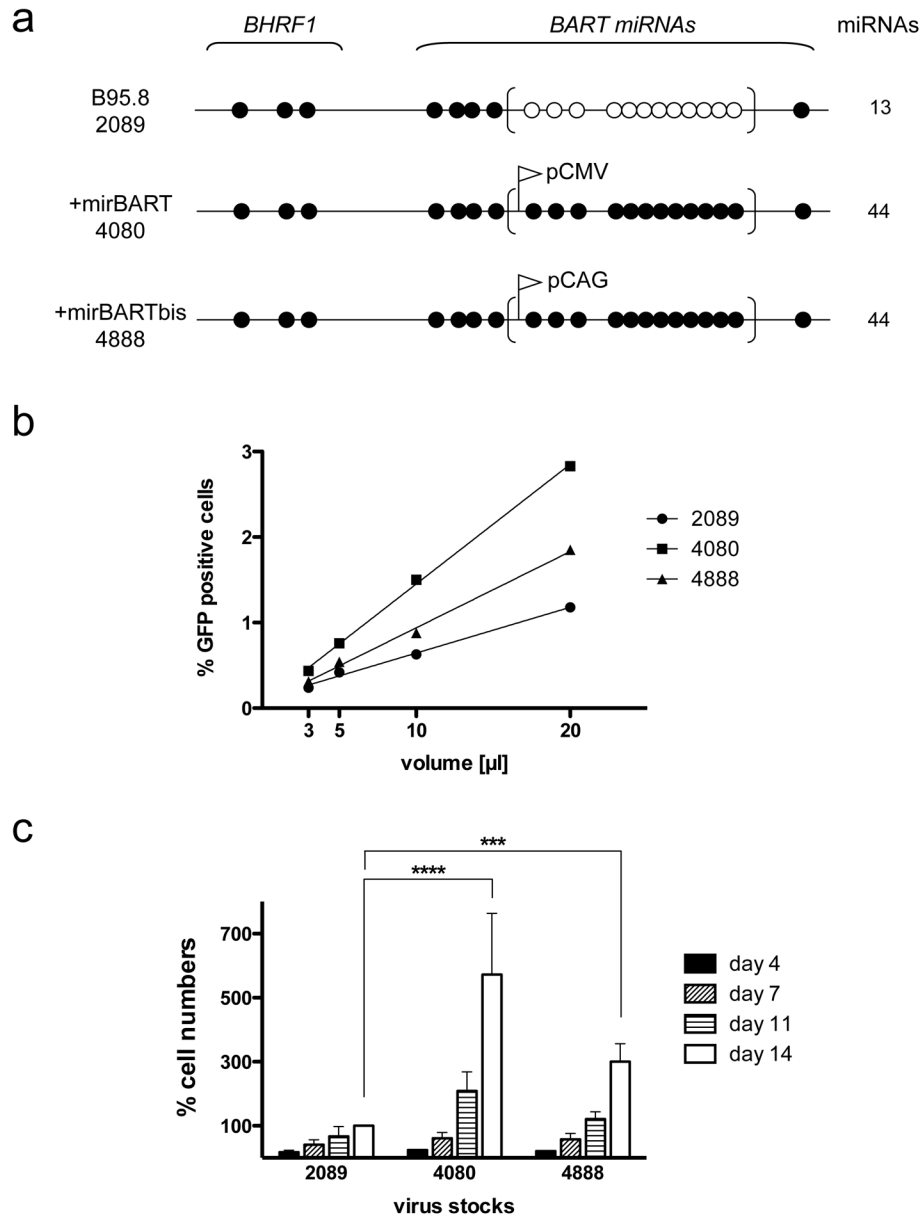 a
BHRF1 BART miRNAs miRNAs
B95.8
2089
13
pCMV
+mirBART
4080
44
pCAG
+mirBARTbis
4888
44
b
3
2
1
0
% GFP positive cells
3 5 10 20
volume [µl]
2089
4080
4888
c
***
****
700
500
300
100
% cell numbers
2089 4080 4888
virus stocks
day 4
day 7
day 11
day 14